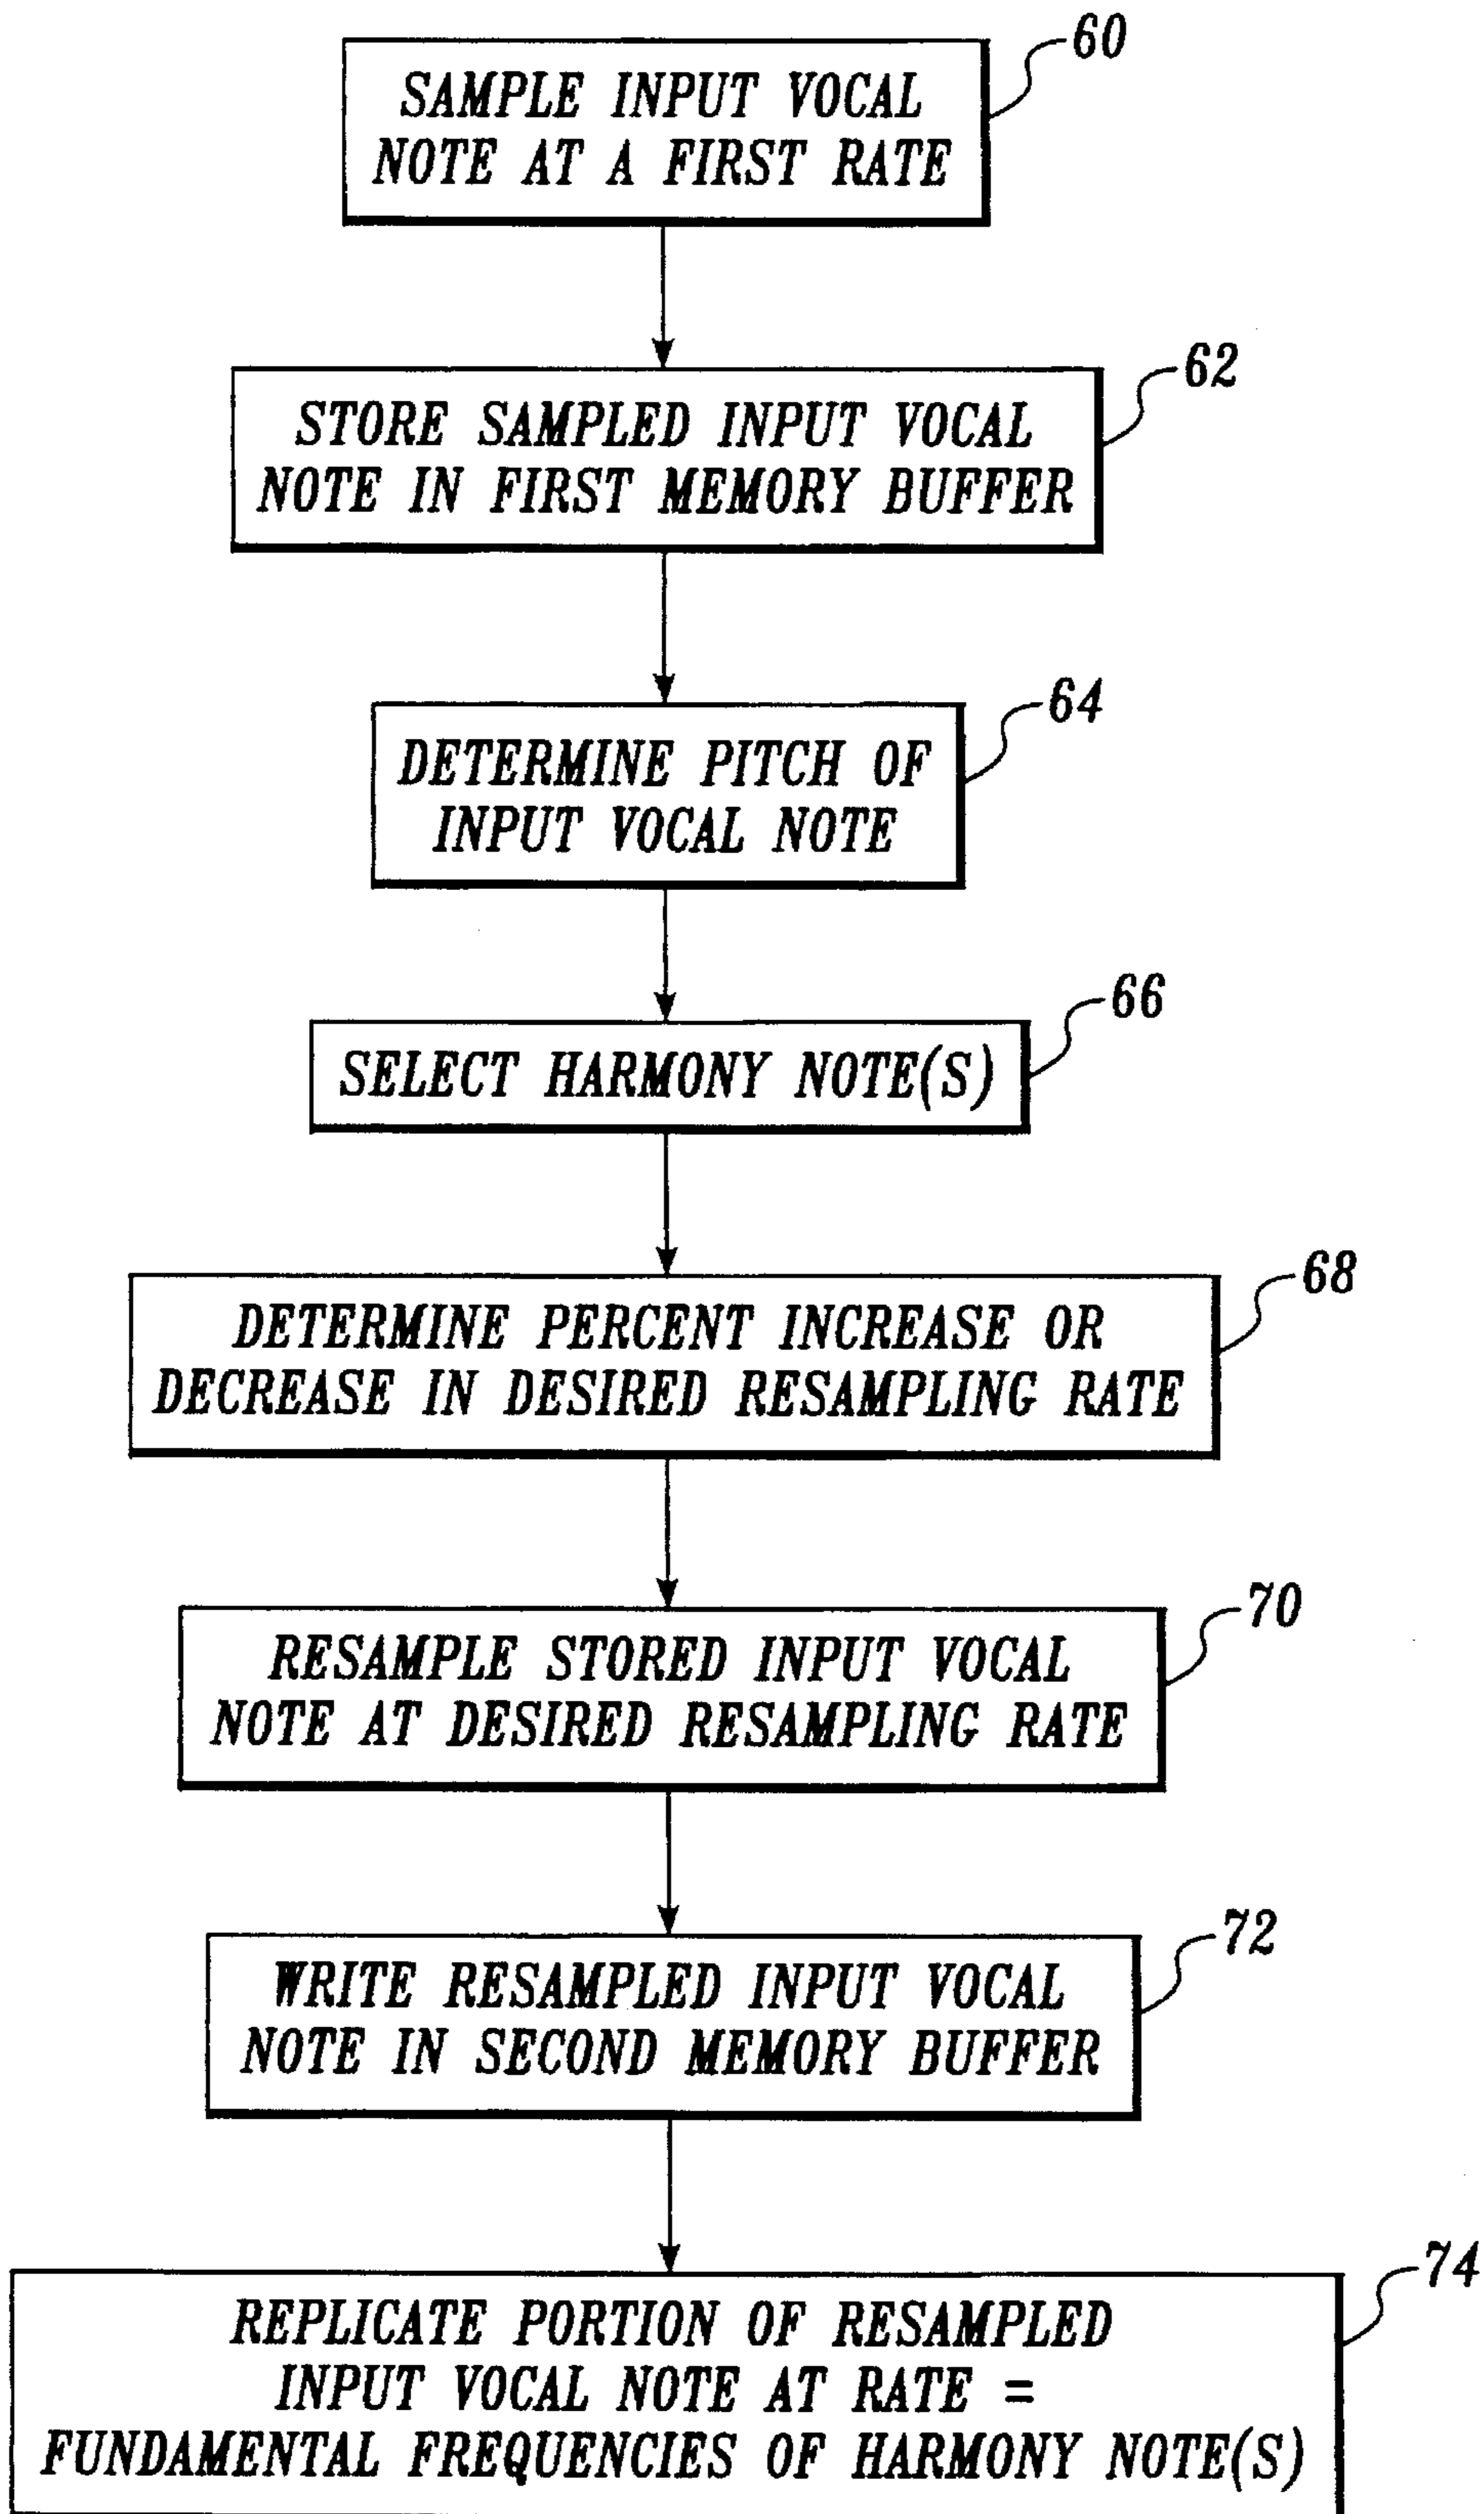 60
SAMPLE INPUT VOCAL
NOTE AT A FIRST RATE
62
STORE SAMPLED INPUT VOCAL
NOTE IN FIRST MEMORY BUFFER
64
DETERMINE PITCH OF
INPUT VOCAL NOTE
66
SELECT HARMONY NOTE(S)
68
DETERMINE PERCENT INCREASE OR
DECREASE IN DESIRED RESAMPLING RATE
70
RESAMPLE STORED INPUT VOCAL
NOTE AT DESIRED RESAMPLING RATE
72
WRITE RESAMPLED INPUT VOCAL
NOTE IN SECOND MEMORY BUFFER
74
REPLICATE PORTION OF RESAMPLED
INPUT VOCAL NOTE AT RATE =
FUNDAMENTAL FREQUENCIES OF HARMONY NOTE(S)